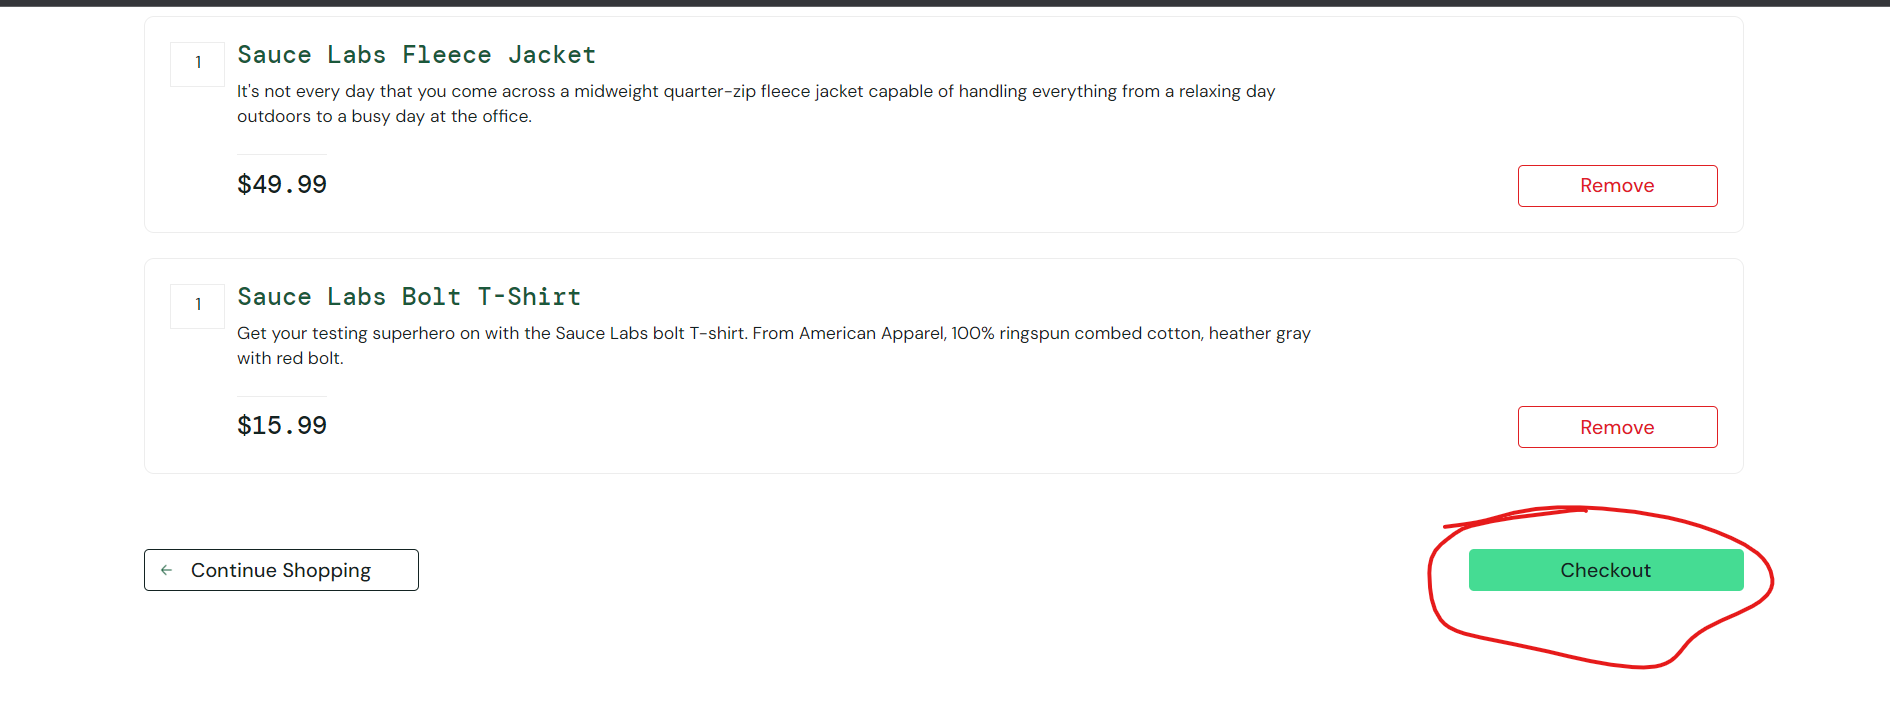 1
Sauce Labs Fleece Jacket
It's not every day that you come across a midweight quarter-zip fleece jacket capable of handling everything from a relaxing day
outdoors to a busy day at the office.
$49.99
Remove
1
Sauce Labs Bolt T-Shirt
Get your testing superhero on with the Sauce Labs bolt T-shirt. From American Apparel, 100% ringspun combed cotton, heather gray
with red bolt.
$15.99
Remove
← Continue Shopping
Checkout